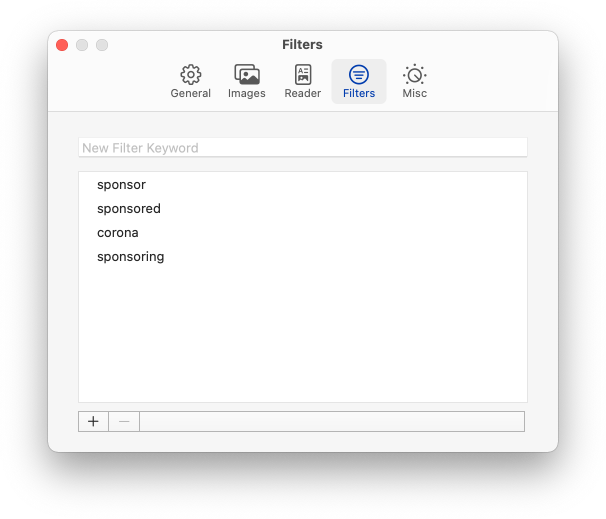 Filters
General Images Reader Filters Misc
New Filter Keyword
sponsor
sponsored
corona
sponsoring